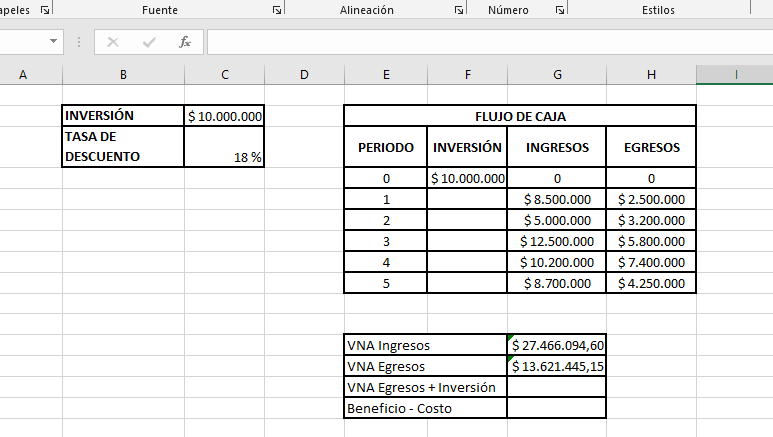 apeles Fuente Alineación Número Estilos
fx
A B C D E F G H I
INVERSIÓN $ 10.000.000 FLUJO DE CAJA
TASA DE
DESCUENTO 18 % PERIODO INVERSIÓN INGRESOS EGRESOS
0 $ 10.000.000 0 0
1 $ 8.500.000 $ 2.500.000
2 $ 5.000.000 $ 3.200.000
3 $ 12.500.000 $ 5.800.000
4 $ 10.200.000 $ 7.400.000
5 $ 8.700.000 $ 4.250.000
VNA Ingresos $ 27.466.094,60
VNA Egresos $ 13.621.445,15
VNA Egresos + Inversión
Beneficio - Costo